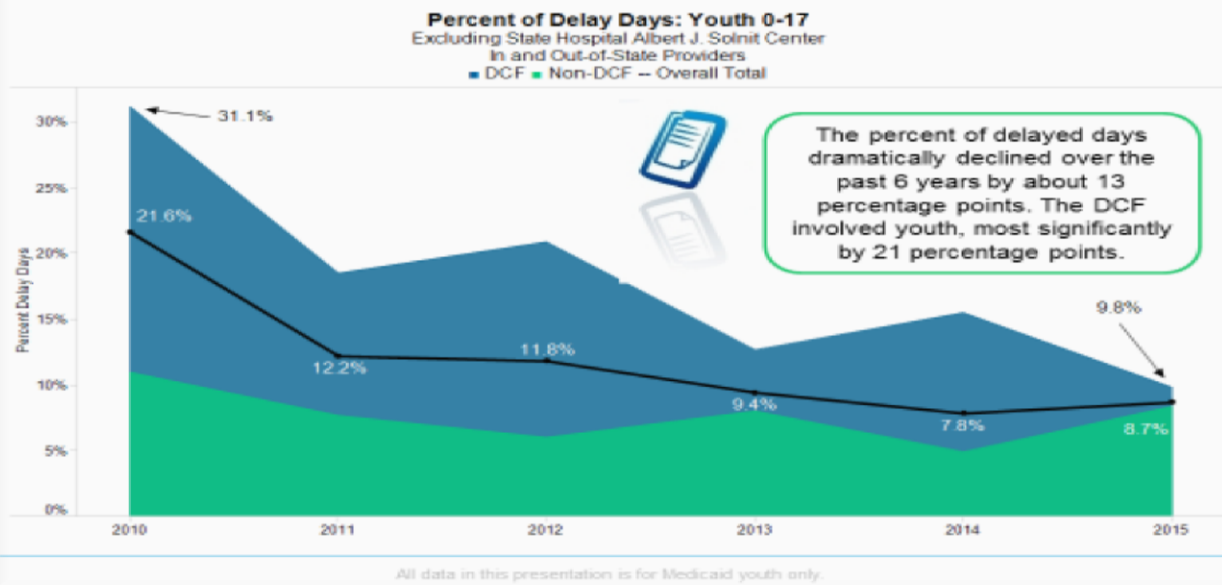 Percent of Delay Days: Youth 0-17
Excluding State Hospital Albert J. Solnit Center
In and Out-of-State Providers
DCF Non-DCF -- Overall Total
31.1%
30%
The percent of delayed days
dramatically declined over the
past 6 years by about 13
percentage points. The DCF
involved youth, most significantly
by 21 percentage points.
25%
21.6%
20%
Percent Delay Days
9.8%
15%
12.2%
11.8%
10%
9.4%
7.8%
8.7%
5%
0%
2010
2011
2012
2013
2014
2015
All data in this presentation is for Medicaid youth only.